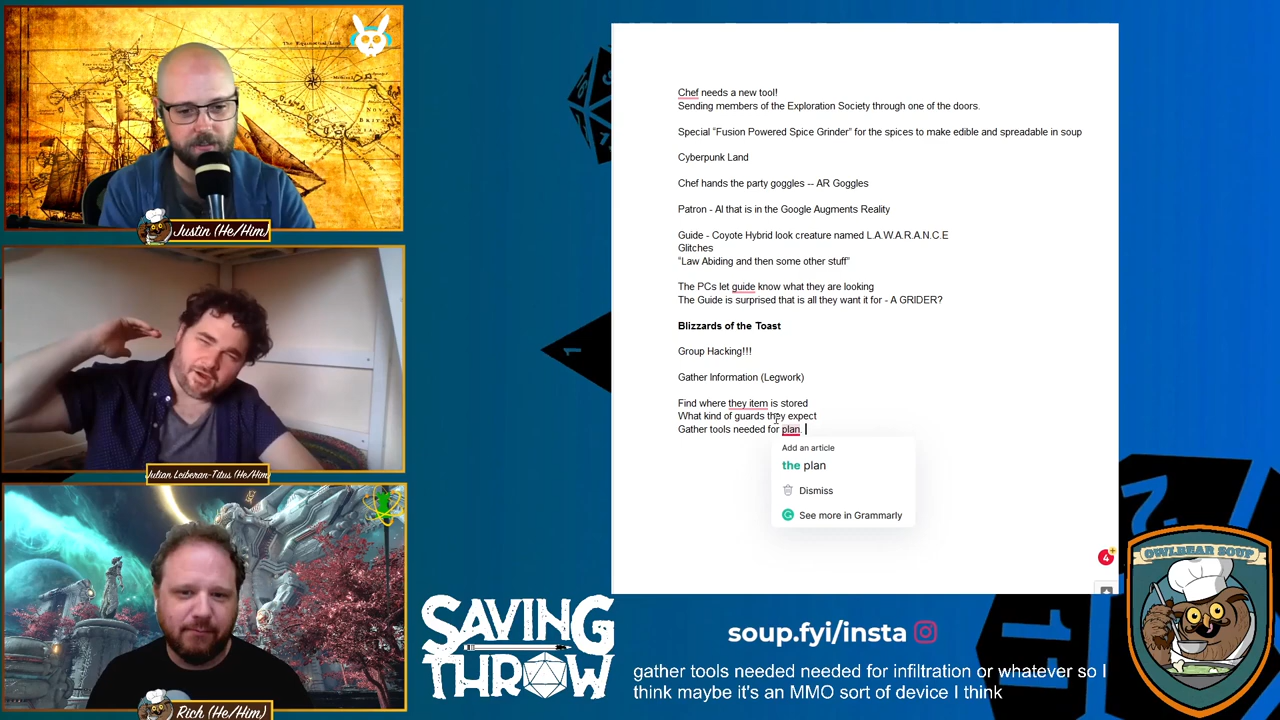 Justin (He/Him)
Julian Leiberan-Titus (He/Him)
Rich (He/Him)
Chef needs a new tool!
Sending members of the Exploration Society through one of the doors.
Special “Fusion Powered Spice Grinder” for the spices to make edible and spreadable in soup
Cyberpunk Land
Chef hands the party goggles -- AR Goggles
Patron - AI that is in the Google Augments Reality
Guide - Coyote Hybrid look creature named L.A.W.A.R.A.N.C.E
Glitches
“Law Abiding and then some other stuff”
The PCs let guide know what they are looking
The Guide is surprised that is all they want it for - A GRIDER?
Blizzards of the Toast
Group Hacking!!!
Gather Information (Legwork)
Find where they item is stored
What kind of guards they expect
Gather tools needed for plan.
Add an article
the plan
Dismiss
See more in Grammarly
4
SAVING
THROW
soup.fyi/insta
gather tools needed needed for infiltration or whatever so I
think maybe it's an MMO sort of device I think
OWLBEAR SOUP